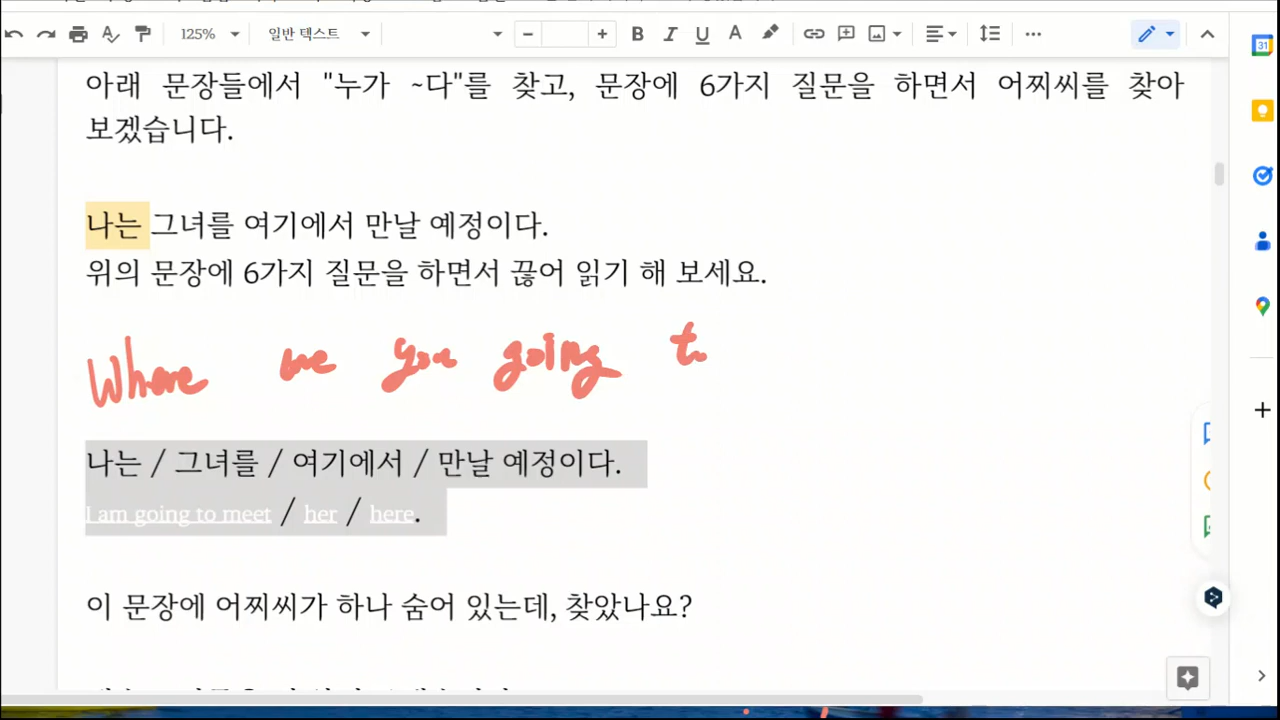 125% 일반 텍스트
아래 문장들에서 "누가 ~다"를 찾고, 문장에 6가지 질문을 하면서 어찌씨를 찾아
보겠습니다.
나는 그녀를 여기에서 만날 예정이다.
위의 문장에 6가지 질문을 하면서 끊어 읽기 해 보세요.
Where are you going to
나는 / 그녀를 / 여기에서 / 만날 예정이다.
I am going to meet / her / here.
이 문장에 어찌씨가 하나 숨어 있는데, 찾았나요?